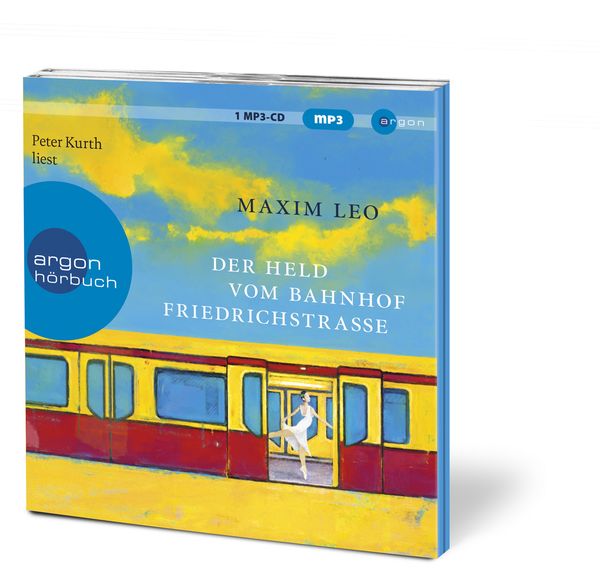 1 MP3-CD mp3 argon
Peter Kurth
liest
MAXIM LEO
argon
hörbuch
DER HELD
VOM BAHNHOF
FRIEDRICHSTRASSE